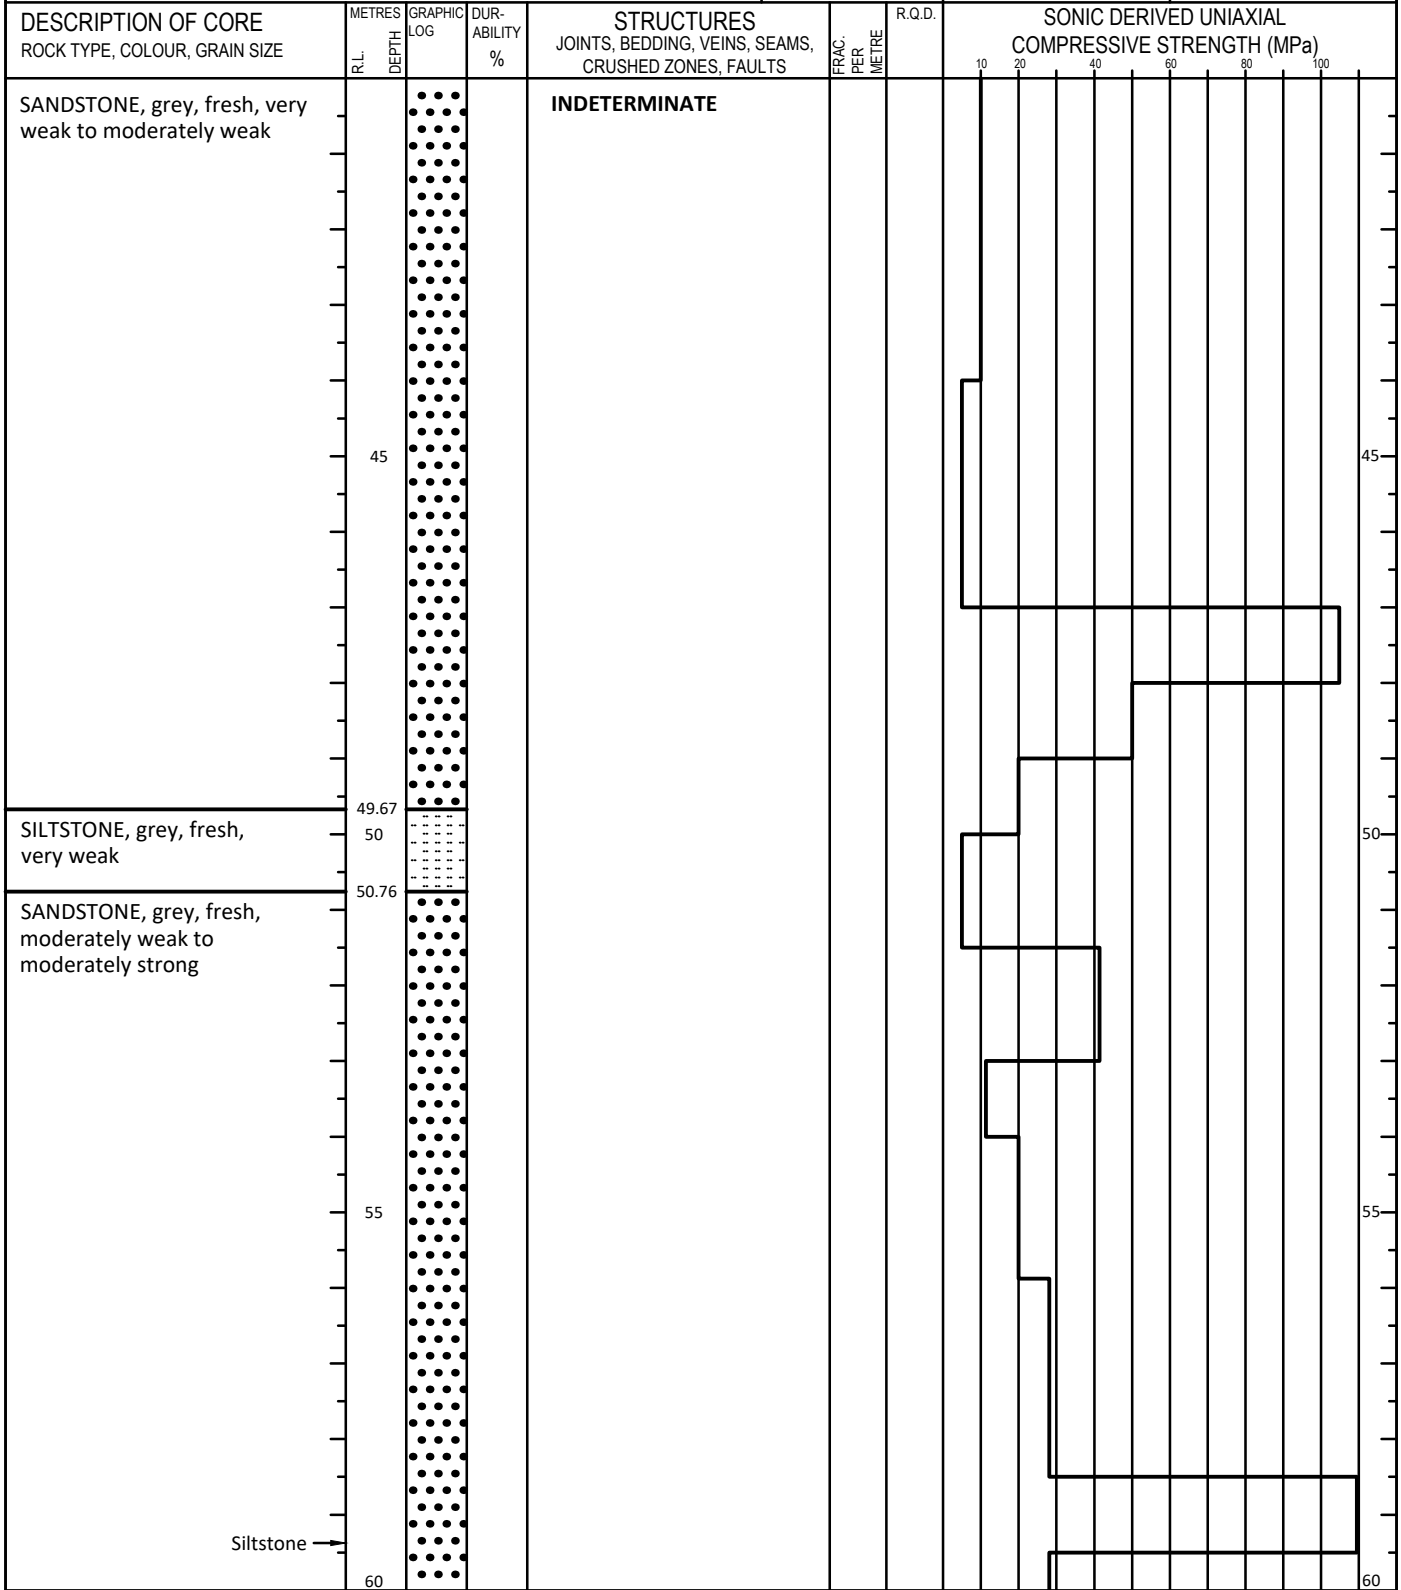 DESCRIPTION OF CORE
ROCK TYPE, COLOUR, GRAIN SIZE
METRES
R.L.
DEPTH
GRAPHIC
LOG
DUR-
ABILITY
%
STRUCTURES
JOINTS, BEDDING, VEINS, SEAMS,
CRUSHED ZONES, FAULTS
FRAC.
PER
METRE
R.Q.D.
SONIC DERIVED UNIAXIAL
COMPRESSIVE STRENGTH (MPa)
10 20 40 60 80 100
SANDSTONE, grey, fresh, very
weak to moderately weak
INDETERMINATE
45
45
49.67
SILTSTONE, grey, fresh,
very weak
50
50
50.76
SANDSTONE, grey, fresh,
moderately weak to
moderately strong
55
55
Siltstone
60
60